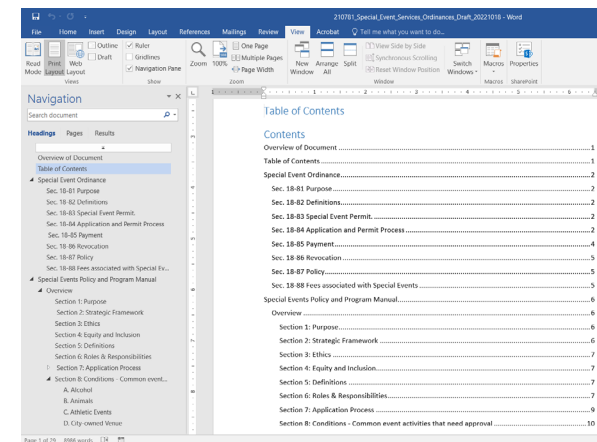 210781_Special_Event_Services_Ordinances_Draft_20221018 - Word
File Home Insert Design Layout References Mailings Review View Acrobat Tell me what you want to do...
Read Mode
Print Layout
Web Layout
Outline
Draft
Views
Ruler
Gridlines
Navigation Pane
Show
Zoom
100%
One Page
Multiple Pages
Page Width
Zoom
New Window
Arrange All
Split
View Side by Side
Synchronous Scrolling
Reset Window Position
Window
Switch Windows
Macros
Macros
Properties
SharePoint
Navigation
Search document
Headings Pages Results
Overview of Document
Table of Contents
Special Event Ordinance
Sec. 18-81 Purpose
Sec. 18-82 Definitions
Sec. 18-83 Special Event Permit.
Sec. 18-84 Application and Permit Process
Sec. 18-85 Payment
Sec. 18-86 Revocation
Sec. 18-87 Policy
Sec. 18-88 Fees associated with Special Ev...
Special Events Policy and Program Manual
Overview
Section 1: Purpose
Section 2: Strategic Framework
Section 3: Ethics
Section 4: Equity and Inclusion
Section 5: Definitions
Section 6: Roles & Responsibilities
Section 7: Application Process
Section 8: Conditions - Common event...
A. Alcohol
B. Animals
C. Athletic Events
D. City-owned Venue
Table of Contents
Contents
Overview of Document 1
Table of Contents 1
Special Event Ordinance 2
Sec. 18-81 Purpose 2
Sec. 18-82 Definitions 2
Sec. 18-83 Special Event Permit. 2
Sec. 18-84 Application and Permit Process 2
Sec. 18-85 Payment 4
Sec. 18-86 Revocation 5
Sec. 18-87 Policy 5
Sec. 18-88 Fees associated with Special Events 5
Special Events Policy and Program Manual 6
Overview 6
Section 1: Purpose 6
Section 2: Strategic Framework 6
Section 3: Ethics 7
Section 4: Equity and Inclusion 7
Section 5: Definitions 7
Section 6: Roles & Responsibilities 7
Section 7: Application Process 9
Section 8: Conditions - Common event activities that need approval 10
Page 1 of 29 8986 words